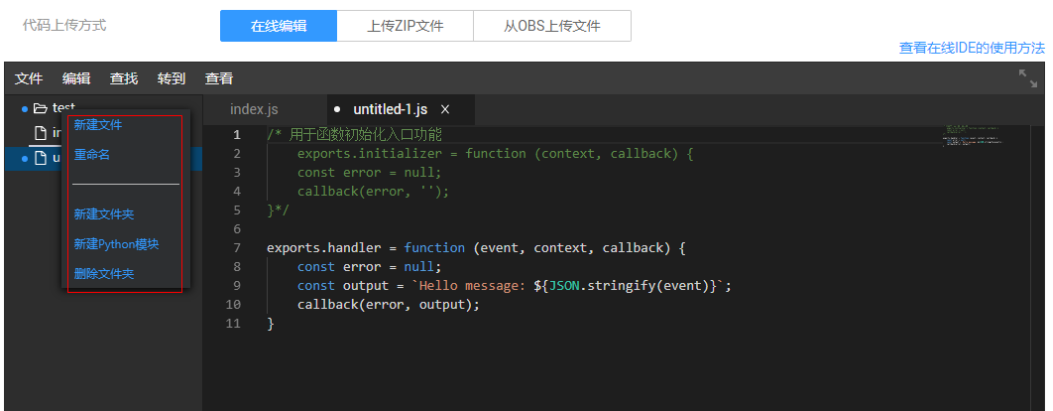 代码上传方式
在线编辑
上传ZIP文件
从OBS上传文件
查看在线IDE的使用方法
文件 编辑 查找 转到 查看
test
新建文件
重命名
新建文件夹
新建Python模块
删除文件夹
index.js
untitled-1.js X
1 /* 用于函数初始化入口功能
2 exports.initializer = function (context, callback) {
3 const error = null;
4 callback(error, '');
5 }*/
6
7 exports.handler = function (event, context, callback) {
8 const error = null;
9 const output = `Hello message: ${JSON.stringify(event)}`;
10 callback(error, output);
11 }